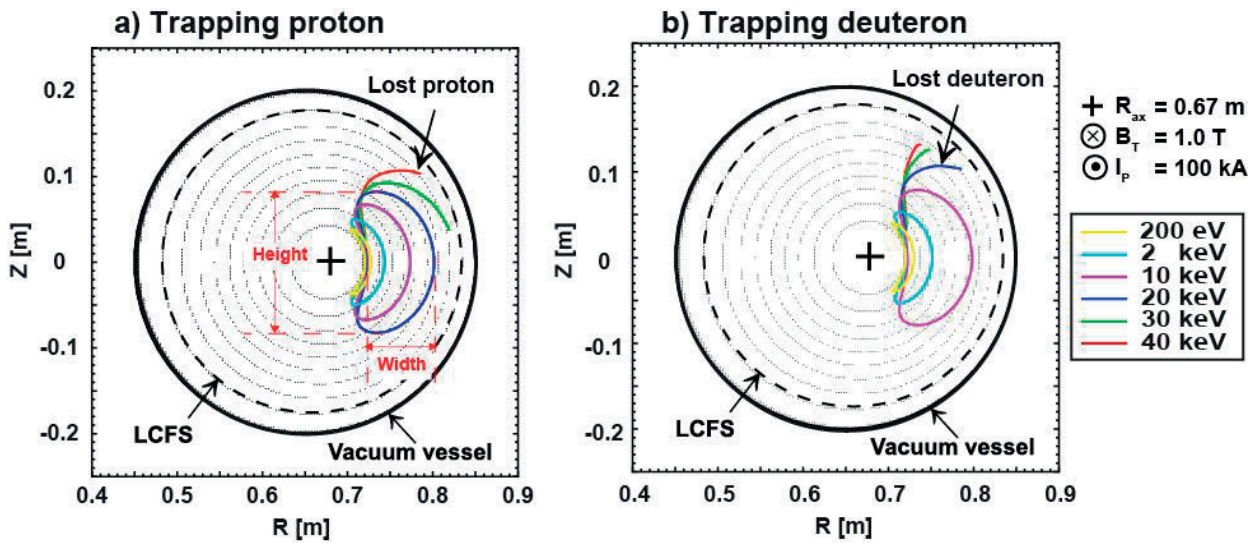 a) Trapping proton
0.2
0.1
0
-0.1
-0.2
Z [m]
Lost proton
Height
Width
LCFS
Vacuum vessel
0.4 0.5 0.6 0.7 0.8 0.9
R [m]
b) Trapping deuteron
0.2
0.1
0
-0.1
-0.2
Z [m]
Lost deuteron
LCFS
Vacuum vessel
0.4 0.5 0.6 0.7 0.8 0.9
R [m]
R_ax = 0.67 m
B_T = 1.0 T
I_P = 100 kA
200 eV
2 keV
10 keV
20 keV
30 keV
40 keV